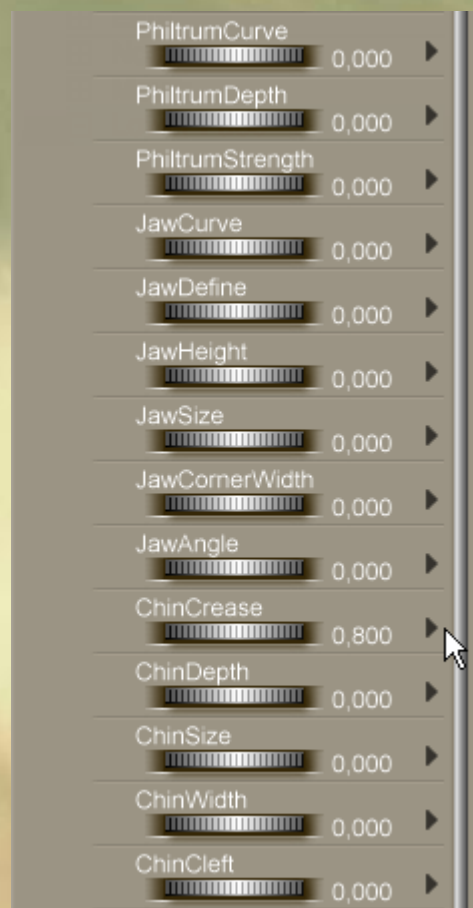 PhiltrumCurve
0,000
PhiltrumDepth
0,000
PhiltrumStrength
0,000
JawCurve
0,000
JawDefine
0,000
JawHeight
0,000
JawSize
0,000
JawCornerWidth
0,000
JawAngle
0,000
ChinCrease
0,800
ChinDepth
0,000
ChinSize
0,000
ChinWidth
0,000
ChinCleft
0,000